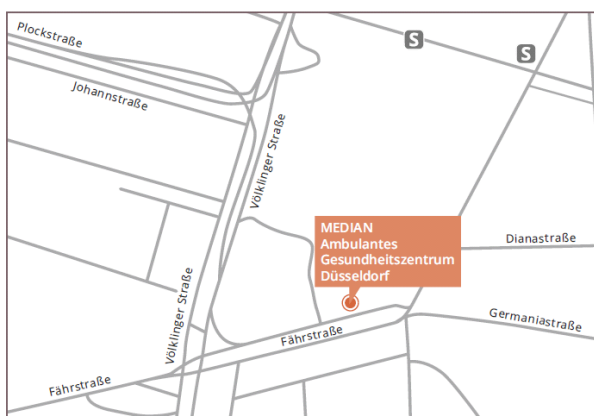 Plockstraße
S
S
Johannstraße
Völklinger Straße
MEDIAN
Ambulantes
Gesundheitszentrum
Düsseldorf
Dianastraße
Völklinger Straße
Germaniastraße
Fährstraße
Fährstraße